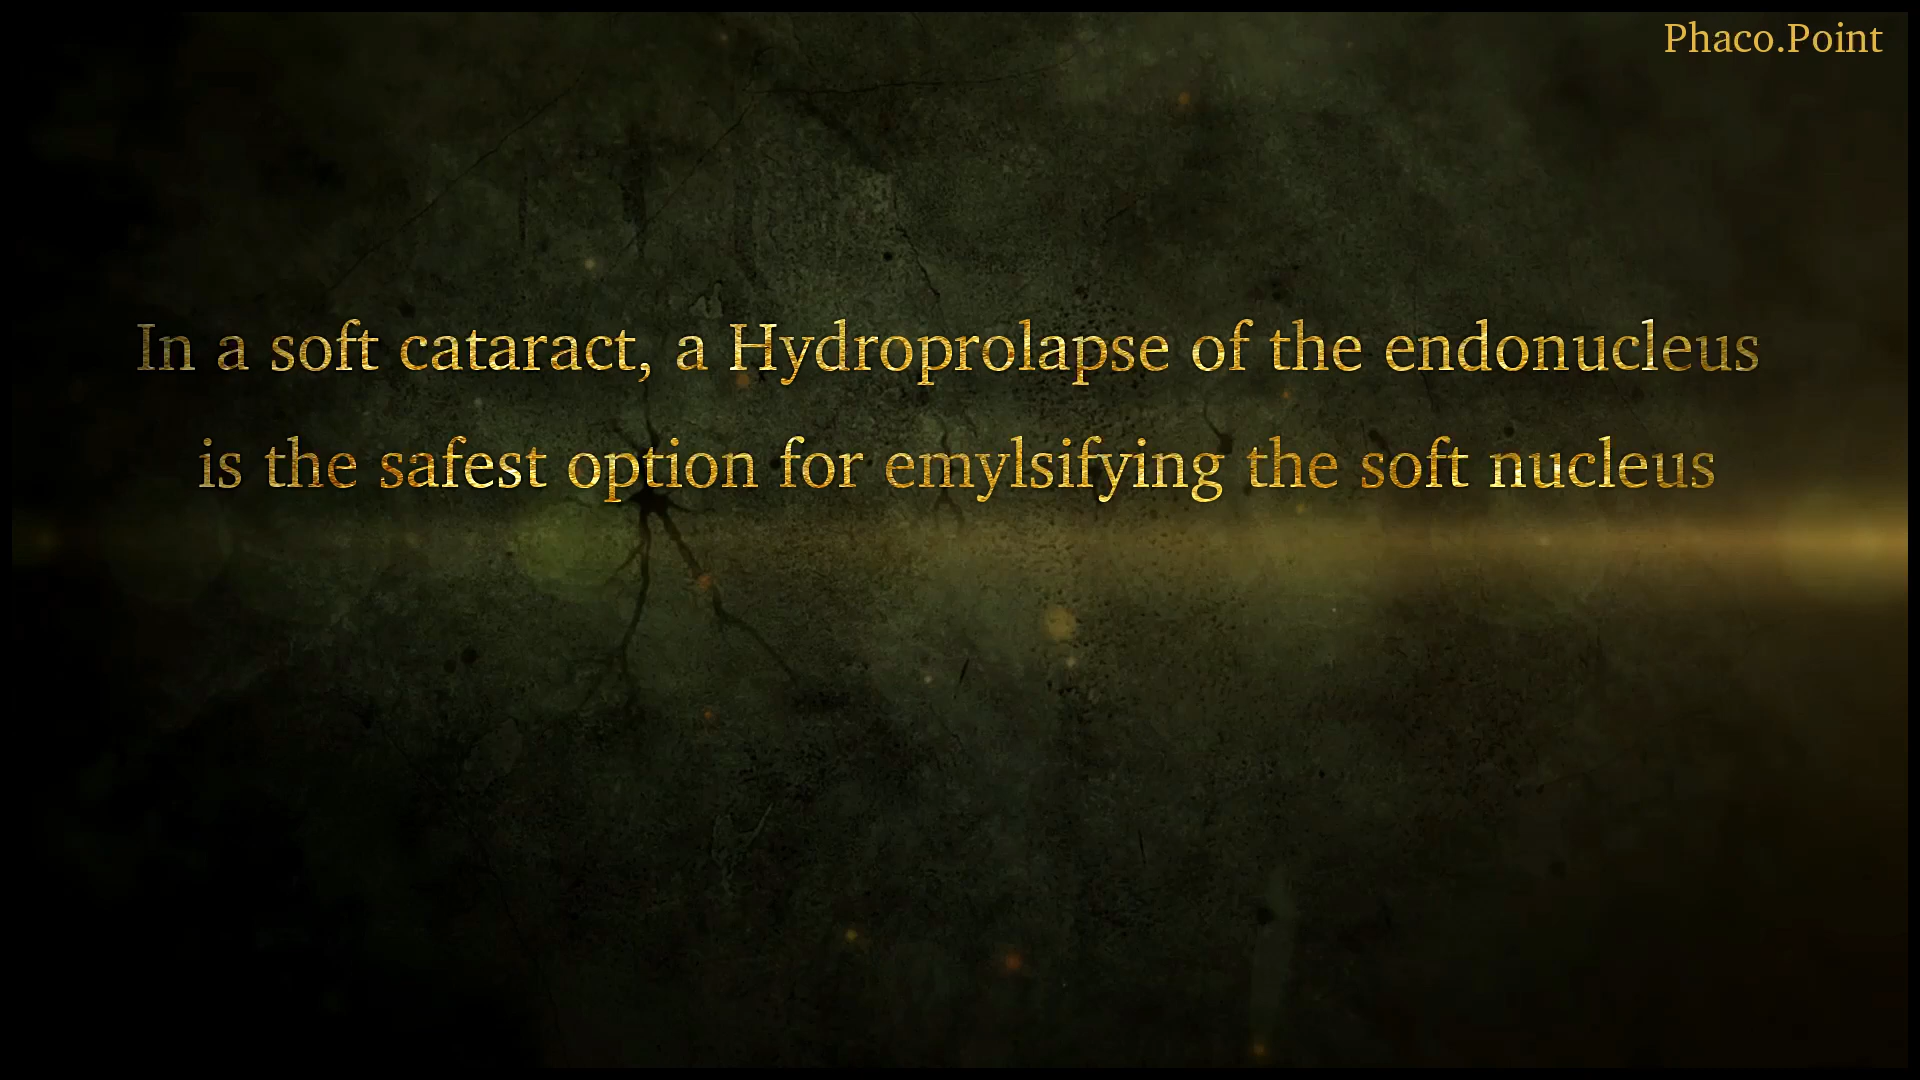 Phaco.Point
In a soft cataract, a Hydroprolapse of the endonucleus
is the safest option for emylsifying the soft nucleus